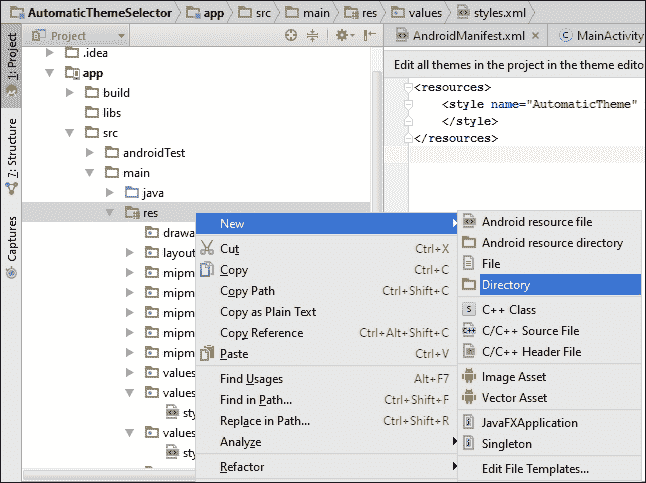 AutomaticThemeSelector app src main res values styles.xml
Project
AndroidManifest.xml MainActivity
1: Project
7: Structure
Captures
.idea
app
build
libs
src
androidTest
main
java
res
drawa
layou
mipm
mipm
mipm
mipm
mipm
values
values
sty
values
sty
Edit all themes in the project in the theme editor
<resources>
<style name="AutomaticTheme"
</style>
</resources>
New
Cut Ctrl+X
Copy Ctrl+C
Copy Path Ctrl+Shift+C
Copy as Plain Text
Copy Reference Ctrl+Alt+Shift+C
Paste Ctrl+V
Find Usages Alt+F7
Find in Path... Ctrl+Shift+F
Replace in Path... Ctrl+Shift+R
Analyze
Refactor
Android resource file
Android resource directory
File
Directory
S C++ Class
C++ C/C++ Source File
C++ C/C++ Header File
Image Asset
Vector Asset
JavaFXApplication
Singleton
Edit File Templates...